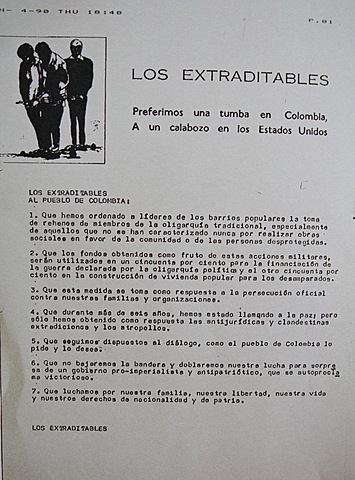 N- 4-90 THU 18:48
P.01
LOS EXTRADITABLES
Preferimos una tumba en Colombia,
A un calabozo en los Estados Unidos
LOS EXTRADITABLES
AL PUEBLO DE COLOMBIA:
1. Que hemos ordenado a líderes de los barrios populares la toma
de rehenes de miembros de la oligarquía tradicional, especialmente
de aquellos que no se han caracterizado nunca por realizar obras
sociales en favor de la comunidad o de las personas desprotegidas.
2. Que los fondos obtenidos como fruto de estas acciones militares,
serán utilizados en un cincuenta por ciento para la financiación de
la guerra declarada por la oligarquía política y el otro cincuenta por
ciento en la construcción de vivienda popular para los desamparados.
3. Que esta medida se toma como respuesta a la persecución oficial
contra nuestras familias y organizaciones.
4. Que durante más de seis años, hemos estado llamando a la paz; pero
sólo hemos obtenido como respuesta las antijurídicas y clandestinas
extradiciones y los atropellos.
5. Que seguimos dispuestos al diálogo, como el pueblo de Colombia lo
pide y lo desea.
6. Que no bajaremos la bandera y doblaremos nuestra lucha para sorpre
sa de un gobierno pro-imperialista y antipatriótico, que se autoprocla
ma victorioso.
7. Que luchamos por nuestra familia, nuestra libertad, nuestra vida
y nuestros derechos de nacionalidad y de patria.
LOS EXTRADITABLES